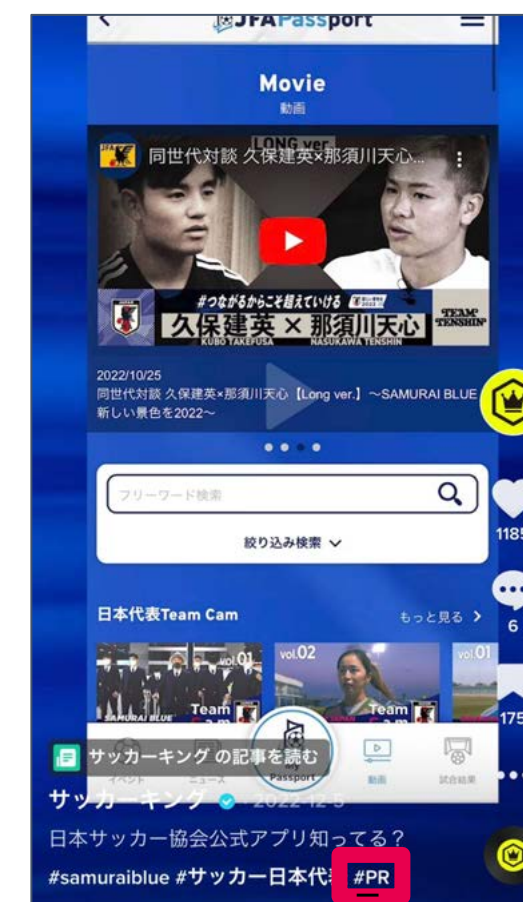 JFAPassport
Movie
動画
LONG ver.
同世代対談 久保建英×那須川天心...
#つながるからこそ超えていける
久保建英 × 那須川天心
KUBO TAKEFUSA
NASUKAWA TENSHIN
TEAM
TENSHIN
2022/10/25
同世代対談 久保建英×那須川天心【Long ver.】~SAMURAI BLUE
新しい景色を2022~
フリーワード検索
絞り込み検索
日本代表Team Cam
もっと見る
vol.01
vol.02
vol.01
SAMURAI BLUE
Team
Cam
JAPAN
Team
Cam
サッカーキング の記事を読む
イベント
ニュース
My
Passport
動画
試合結果
サッカーキング · 2022-12-5
日本サッカー協会公式アプリ知ってる?
#samuraiblue #サッカー日本代表 #PR
1185
6
175